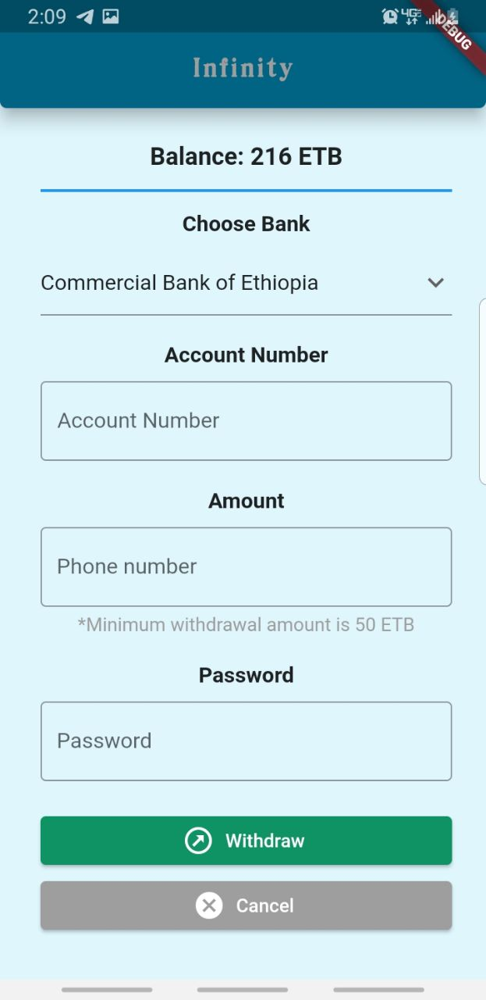 2:09
4G
DEBUG
Infinity
Balance: 216 ETB
Choose Bank
Commercial Bank of Ethiopia
Account Number
Account Number
Amount
Phone number
*Minimum withdrawal amount is 50 ETB
Password
Password
Withdraw
Cancel